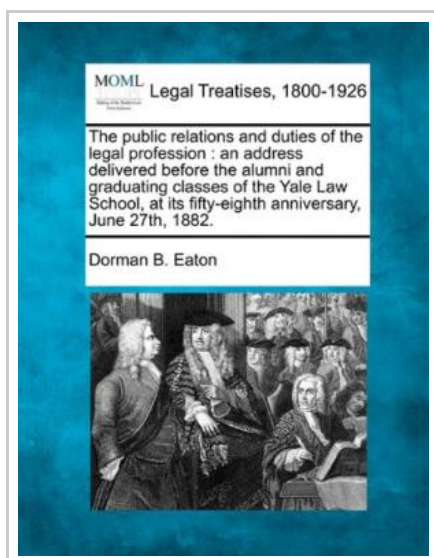 MOML Legal Treatises, 1800-1926
The public relations and duties of the
legal profession : an address
delivered before the alumni and
graduating classes of the Yale Law
School, at its fifty-eighth anniversary,
June 27th, 1882.
Dorman B. Eaton